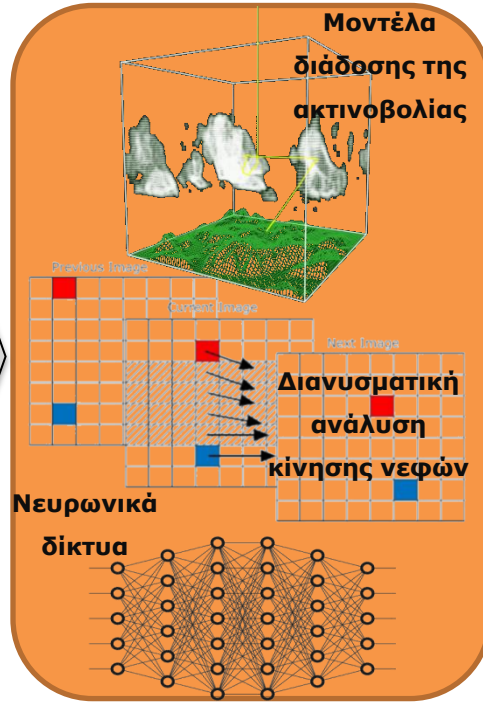 Μοντέλα
διάδοσης της
ακτινοβολίας
Previous Image
Current Image
Next Image
Διανυσματική
ανάλυση
κίνησης νεφών
Νευρωνικά
δίκτυα